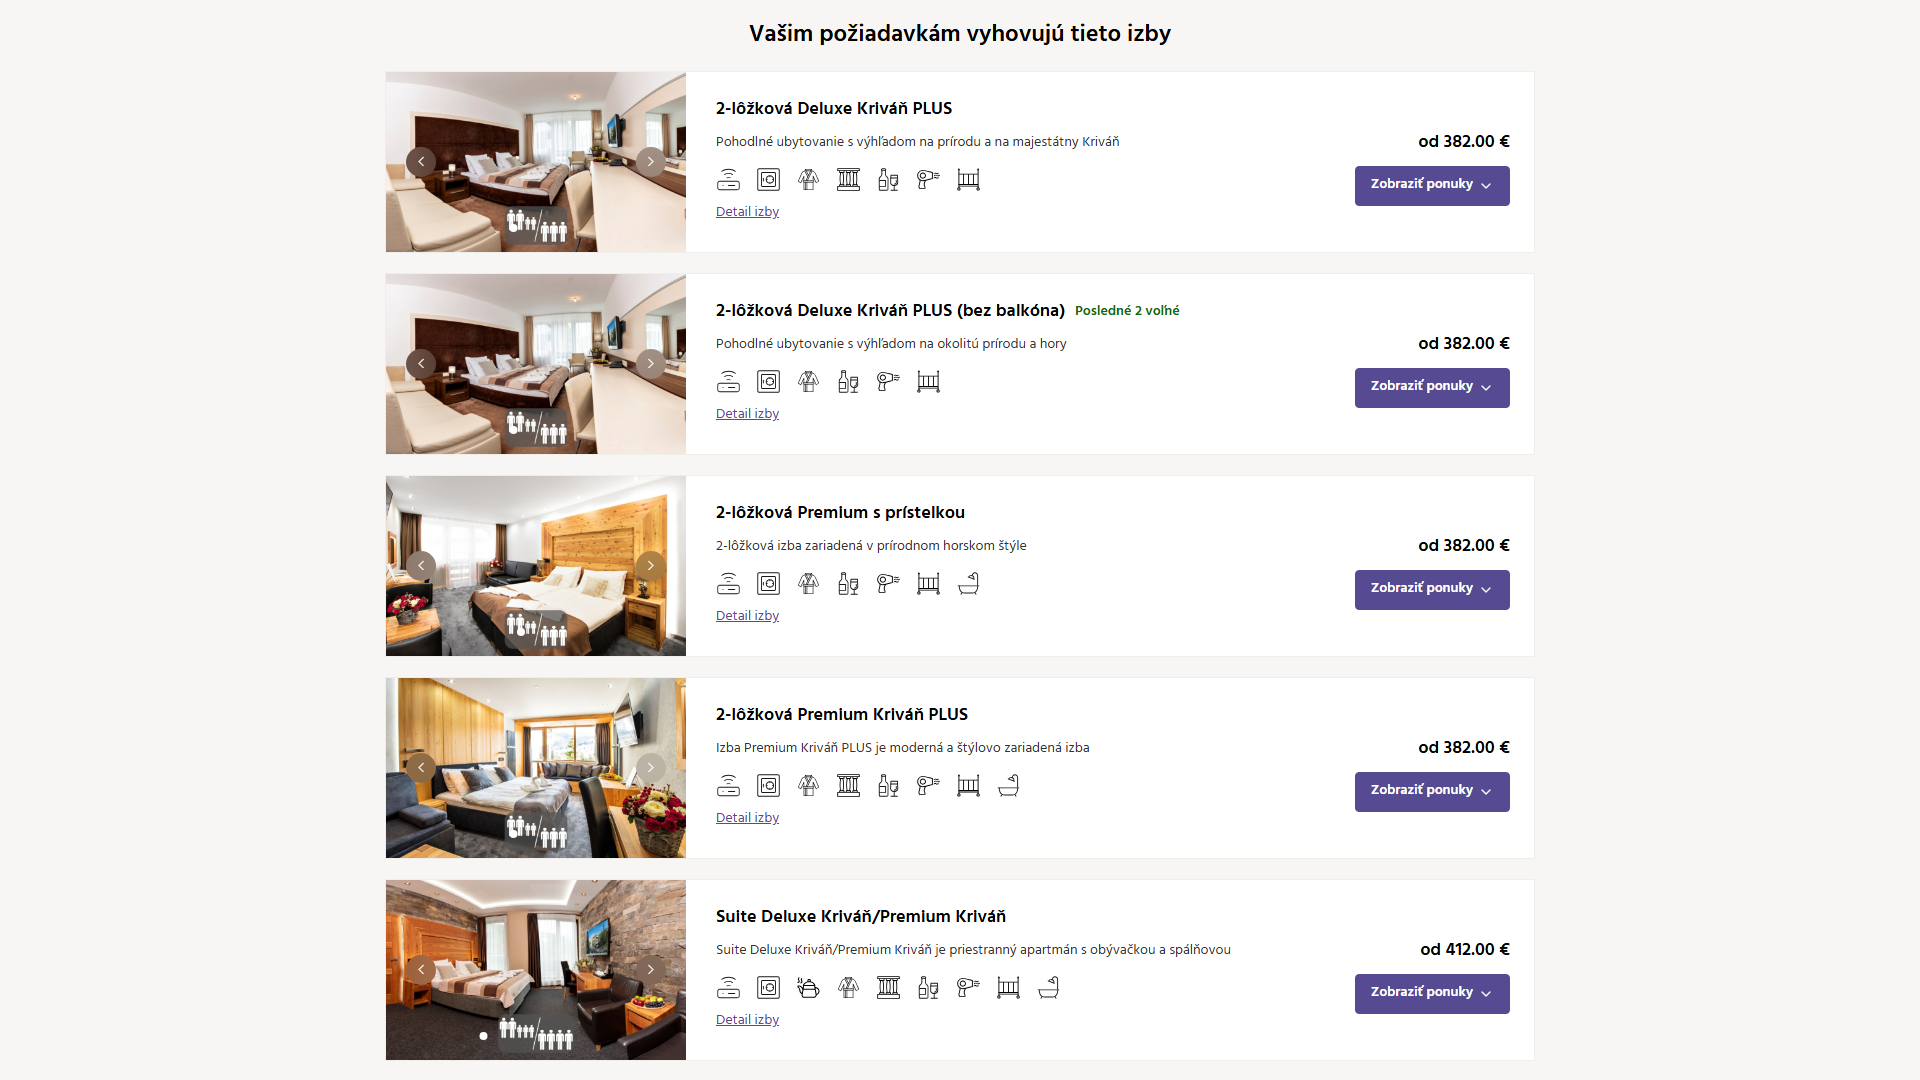 Vašim požiadavkám vyhovujú tieto izby
2-lôžková Deluxe Kriváň PLUS
Pohodlné ubytovanie s výhľadom na prírodu a na majestátny Kriváň
od 382.00 €
Zobraziť ponuky
Detail izby
2-lôžková Deluxe Kriváň PLUS (bez balkóna) Posledné 2 voľné
Pohodlné ubytovanie s výhľadom na okolitú prírodu a hory
od 382.00 €
Zobraziť ponuky
Detail izby
2-lôžková Premium s prístelkou
2-lôžková izba zariadená v prírodnom horskom štýle
od 382.00 €
Zobraziť ponuky
Detail izby
2-lôžková Premium Kriváň PLUS
Izba Premium Kriváň PLUS je moderná a štýlovo zariadená izba
od 382.00 €
Zobraziť ponuky
Detail izby
Suite Deluxe Kriváň/Premium Kriváň
Suite Deluxe Kriváň/Premium Kriváň je priestranný apartmán s obývačkou a spálňovou
od 412.00 €
Zobraziť ponuky
Detail izby